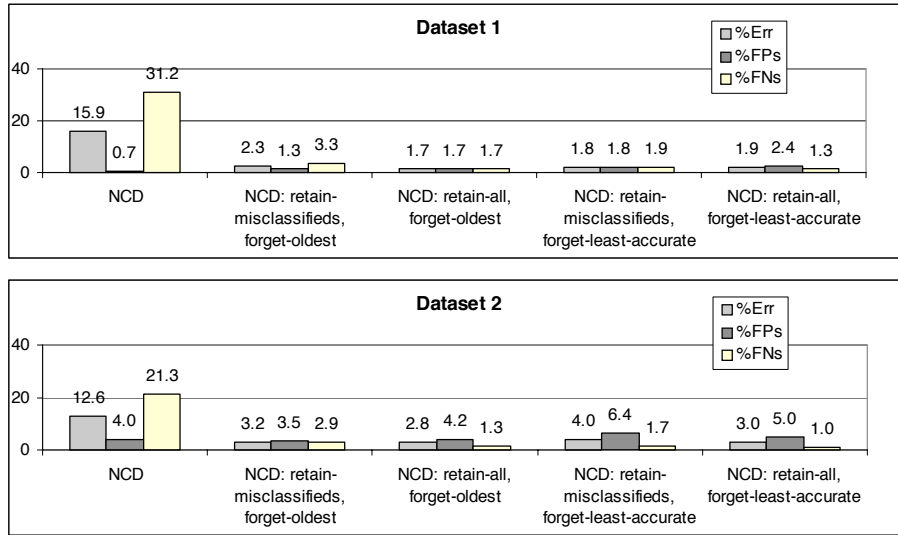 Dataset 1
%Err
%FPs
%FNs
40
20
0
15.9
0.7
31.2
2.3
1.3
3.3
1.7
1.7
1.7
1.8
1.8
1.9
1.9
2.4
1.3
NCD
NCD: retain-
misclassifieds,
forget-oldest
NCD: retain-all,
forget-oldest
NCD: retain-
misclassifieds,
forget-least-accurate
NCD: retain-all,
forget-least-accurate
Dataset 2
%Err
%FPs
%FNs
40
20
0
12.6
4.0
21.3
3.2
3.5
2.9
2.8
4.2
1.3
4.0
6.4
1.7
3.0
5.0
1.0
NCD
NCD: retain-
misclassifieds,
forget-oldest
NCD: retain-all,
forget-oldest
NCD: retain-
misclassifieds,
forget-least-accurate
NCD: retain-all,
forget-least-accurate